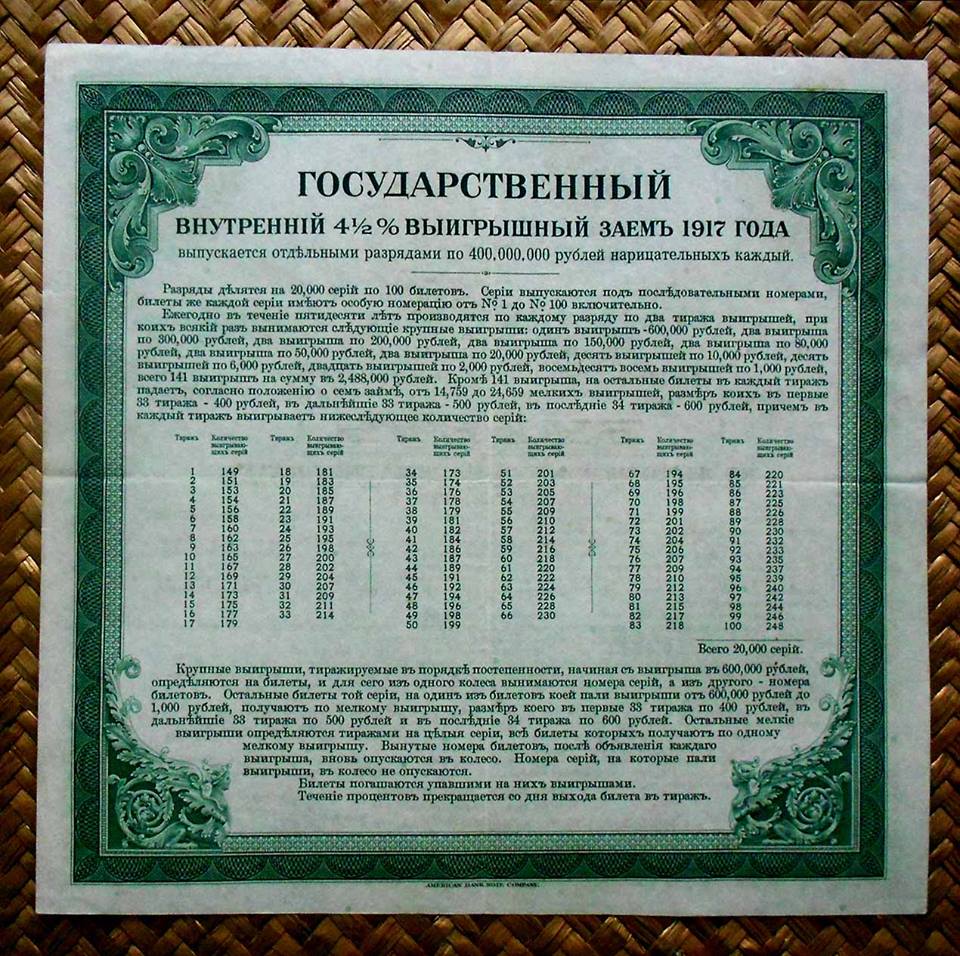 ГОСУДАРСТВЕННЫЙ
ВНУТРЕННІЙ 4½% ВЫИГРЫШНЫЙ ЗАЕМЪ 1917 ГОДА
выпускается отдѣльными разрядами по 400,000,000 рублей нарицательныхъ каждый.
Разряды дѣлятся на 20,000 серій по 100 билетовъ. Серіи выпускаются подъ послѣдовательными номерами,
билеты же каждой серіи имѣютъ особую номерацію отъ № 1 до № 100 включительно.
Ежегодно въ теченіе пятидесяти лѣтъ производятся по каждому разряду по два тиража выигрышей, при
коихъ всякій разъ вынимаются слѣдующіе крупные выигрыши: одинъ выигрышъ -600,000 рублей, два выигрыша
по 300,000 рублей, два выигрыша по 200,000 рублей, два выигрыша по 150,000 рублей, два выигрыша по 80,000
рублей, два выигрыша по 50,000 рублей, два выигрыша по 20,000 рублей, десять выигрышей по 10,000 рублей, десять
выигрышей по 6,000 рублей, двадцать выигрышей по 2,000 рублей, восемьдесятъ восемь выигрышей по 1,000 рублей,
всего 141 выигрышъ на сумму въ 2,488,000 рублей. Кромѣ 141 выигрыша, на остальные билеты въ каждый тиражъ
падаетъ, согласно положенію о семъ займѣ, отъ 14,759 до 24,659 мелкихъ выигрышей, размѣръ коихъ въ первые
33 тиража - 400 рублей, въ дальнѣйшіе 33 тиража - 500 рублей, въ послѣдніе 34 тиража - 600 рублей, причемъ въ
каждый тиражъ выигрываетъ нижеслѣдующее количество серій:
Тиражъ Количество Тиражъ Количество Тиражъ Количество Тиражъ Количество Тиражъ Количество Тиражъ Количество
выигрываю- выигрываю- выигрываю- выигрываю- выигрываю- выигрываю-
щихъ серій щихъ серій щихъ серій щихъ серій щихъ серій щихъ серій
1 149 18 181 34 173 51 201 67 194 84 220
2 151 19 183 35 174 52 203 68 195 85 221
3 153 20 185 36 176 53 205 69 196 86 223
4 154 21 187 37 178 54 207 70 198 87 225
5 156 22 189 38 179 55 209 71 199 88 226
6 158 23 191 39 181 56 210 72 201 89 228
7 160 24 193 40 182 57 212 73 202 90 230
8 162 25 195 41 184 58 214 74 204 91 232
9 163 26 198 42 186 59 216 75 206 92 233
10 165 27 200 43 187 60 218 76 207 93 235
11 167 28 202 44 189 61 220 77 209 94 237
12 169 29 204 45 191 62 222 78 210 95 239
13 171 30 207 46 192 63 224 79 212 96 240
14 173 31 209 47 194 64 226 80 213 97 242
15 175 32 211 48 196 65 228 81 215 98 244
16 177 33 214 49 198 66 230 82 217 99 246
17 179 50 199 83 218 100 248
Всего 20,000 серій.
Крупные выигрыши, тиражируемые въ порядкѣ постепенности, начиная съ выигрыша въ 600,000 рублей,
опредѣляются на билеты, и для сего изъ одного колеса вынимаются номера серій, а изъ другого - номера
билетовъ. Остальные билеты той серіи, на одинъ изъ билетовъ коей пали выигрыши отъ 600,000 рублей до
1,000 рублей, получаютъ по мелкому выигрышу, размѣръ коего въ первые 33 тиража по 400 рублей, въ
дальнѣйшіе 33 тиража по 500 рублей и въ послѣдніе 34 тиража по 600 рублей. Остальные мелкіе
выигрыши опредѣляются тиражами на цѣлыя серіи, всѣ билеты которыхъ получаютъ по одному
мелкому выигрышу. Вынутые номера билетовъ, послѣ объявленія каждаго
выигрыша, вновь опускаются въ колесо. Номера серій, на которые пали
выигрыши, въ колесо не опускаются.
Билеты погашаются упавшими на нихъ выигрышами.
Теченіе процентовъ прекращается со дня выхода билета въ тиражъ.
AMERICAN BANK NOTE COMPANY.